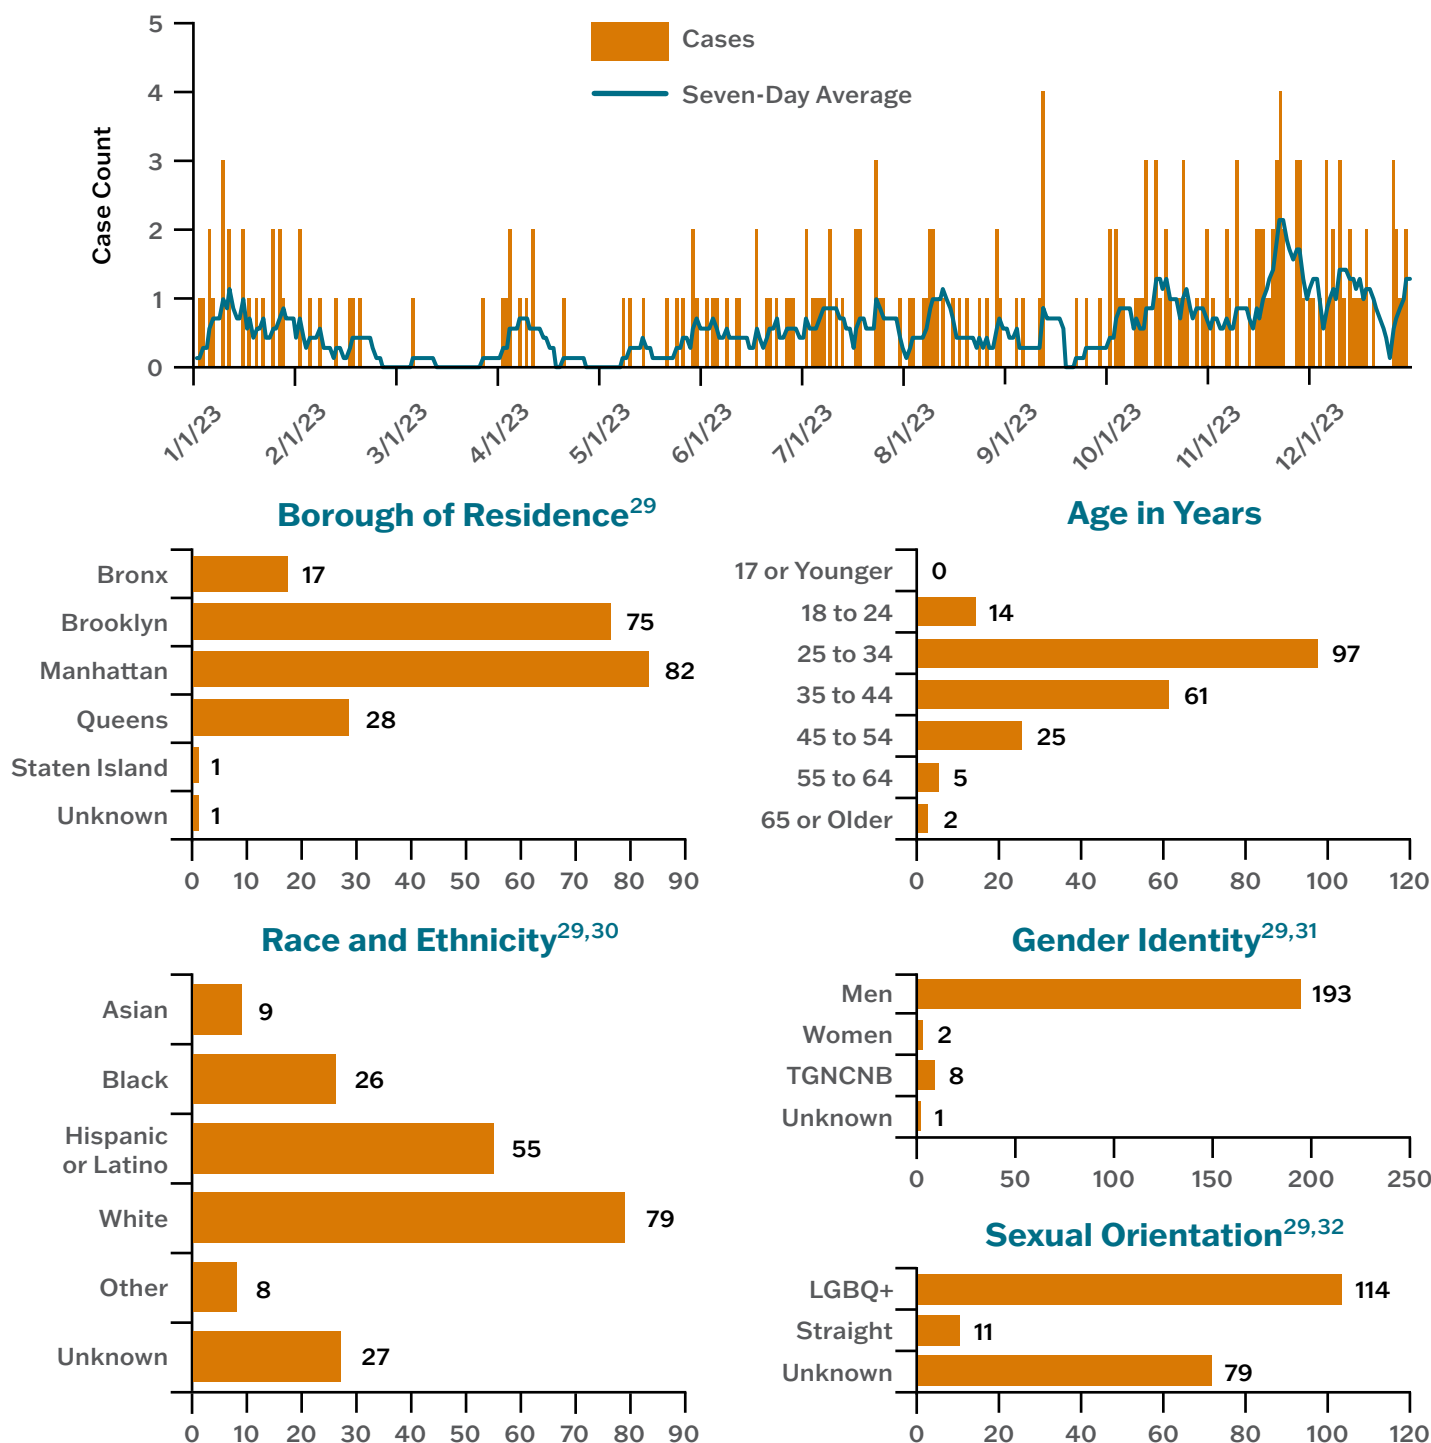 5
4
3
2
1
0
Case Count
Cases
Seven-Day Average
1/1/23
2/1/23
3/1/23
4/1/23
5/1/23
6/1/23
7/1/23
8/1/23
9/1/23
10/1/23
11/1/23
12/1/23
Borough of Residence29
Bronx 17
Brooklyn 75
Manhattan 82
Queens 28
Staten Island 1
Unknown 1
0 10 20 30 40 50 60 70 80 90
Age in Years
17 or Younger 0
18 to 24 14
25 to 34 97
35 to 44 61
45 to 54 25
55 to 64 5
65 or Older 2
0 20 40 60 80 100 120
Race and Ethnicity29,30
Asian 9
Black 26
Hispanic
or Latino 55
White 79
Other 8
Unknown 27
0 10 20 30 40 50 60 70 80 90
Gender Identity29,31
Men 193
Women 2
TGNCNB 8
Unknown 1
0 50 100 150 200 250
Sexual Orientation29,32
LGBQ+ 114
Straight 11
Unknown 79
0 20 40 60 80 100 120